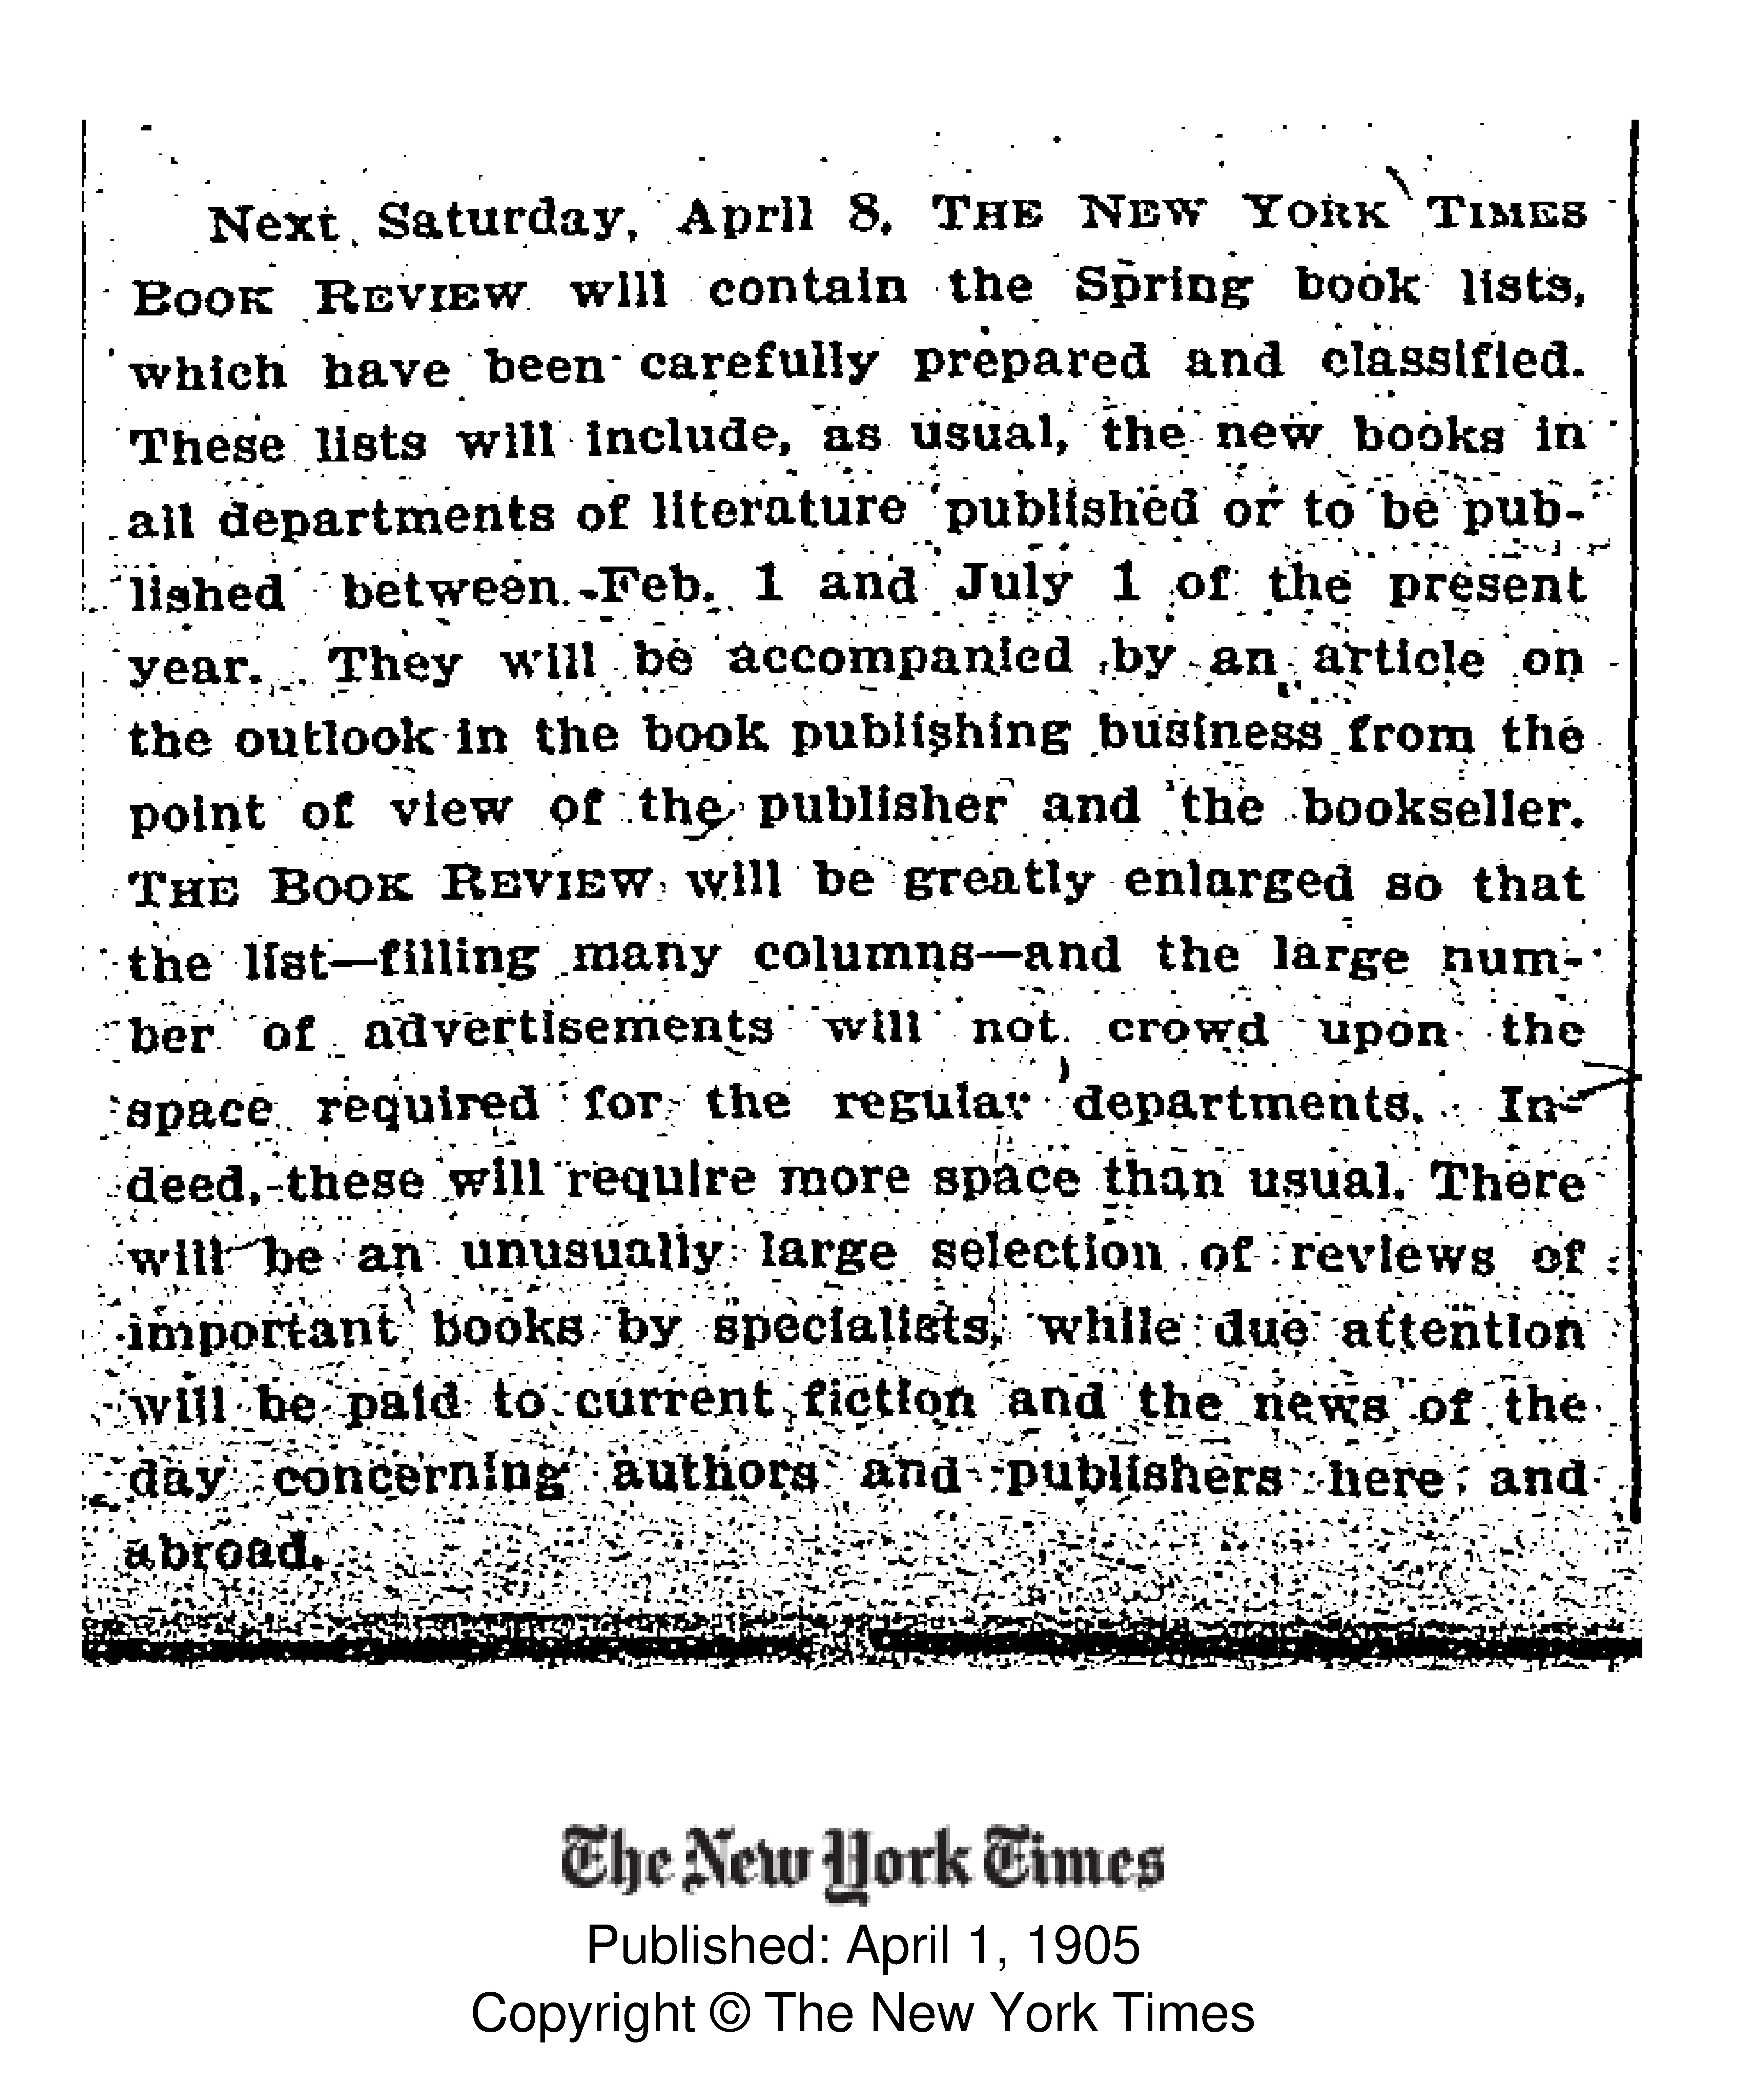 Next Saturday, April 8, THE NEW YORK TIMES
BOOK REVIEW will contain the Spring book lists,
which have been carefully prepared and classified.
These lists will include, as usual, the new books in
all departments of literature published or to be pub-
lished between Feb. 1 and July 1 of the present
year. They will be accompanied by an article on
the outlook in the book publishing business from the
point of view of the publisher and the bookseller.
THE BOOK REVIEW will be greatly enlarged so that
the list—filling many columns—and the large num-
ber of advertisements will not crowd upon the
space required for the regular departments. In-
deed, these will require more space than usual. There
will be an unusually large selection of reviews of
important books by specialists, while due attention
will be paid to current fiction and the news of the
day concerning authors and publishers here and
abroad.
The New York Times
Published: April 1, 1905
Copyright © The New York Times